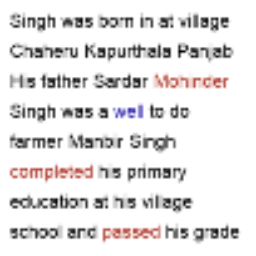 Singh was born in at village
Chaheru Kapurthala Panjab
His father Sardar Mohinder
Singh was a well to do
farmer Manbir Singh
completed his primary
education at his village
school and passed his grade